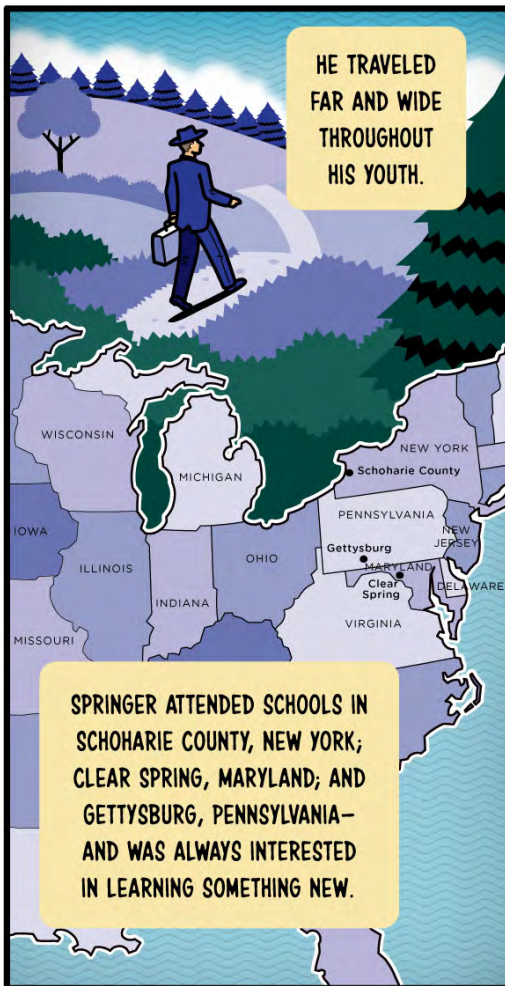 HE TRAVELED
FAR AND WIDE
THROUGHOUT
HIS YOUTH.
WISCONSIN
MICHIGAN
NEW YORK
Schoharie County
PENNSYLVANIA
NEW
JERSEY
IOWA
ILLINOIS
INDIANA
OHIO
Gettysburg
MARYLAND
Clear
Spring
DELAWARE
VIRGINIA
MISSOURI
SPRINGER ATTENDED SCHOOLS IN
SCHOHARIE COUNTY, NEW YORK;
CLEAR SPRING, MARYLAND; AND
GETTYSBURG, PENNSYLVANIA–
AND WAS ALWAYS INTERESTED
IN LEARNING SOMETHING NEW.